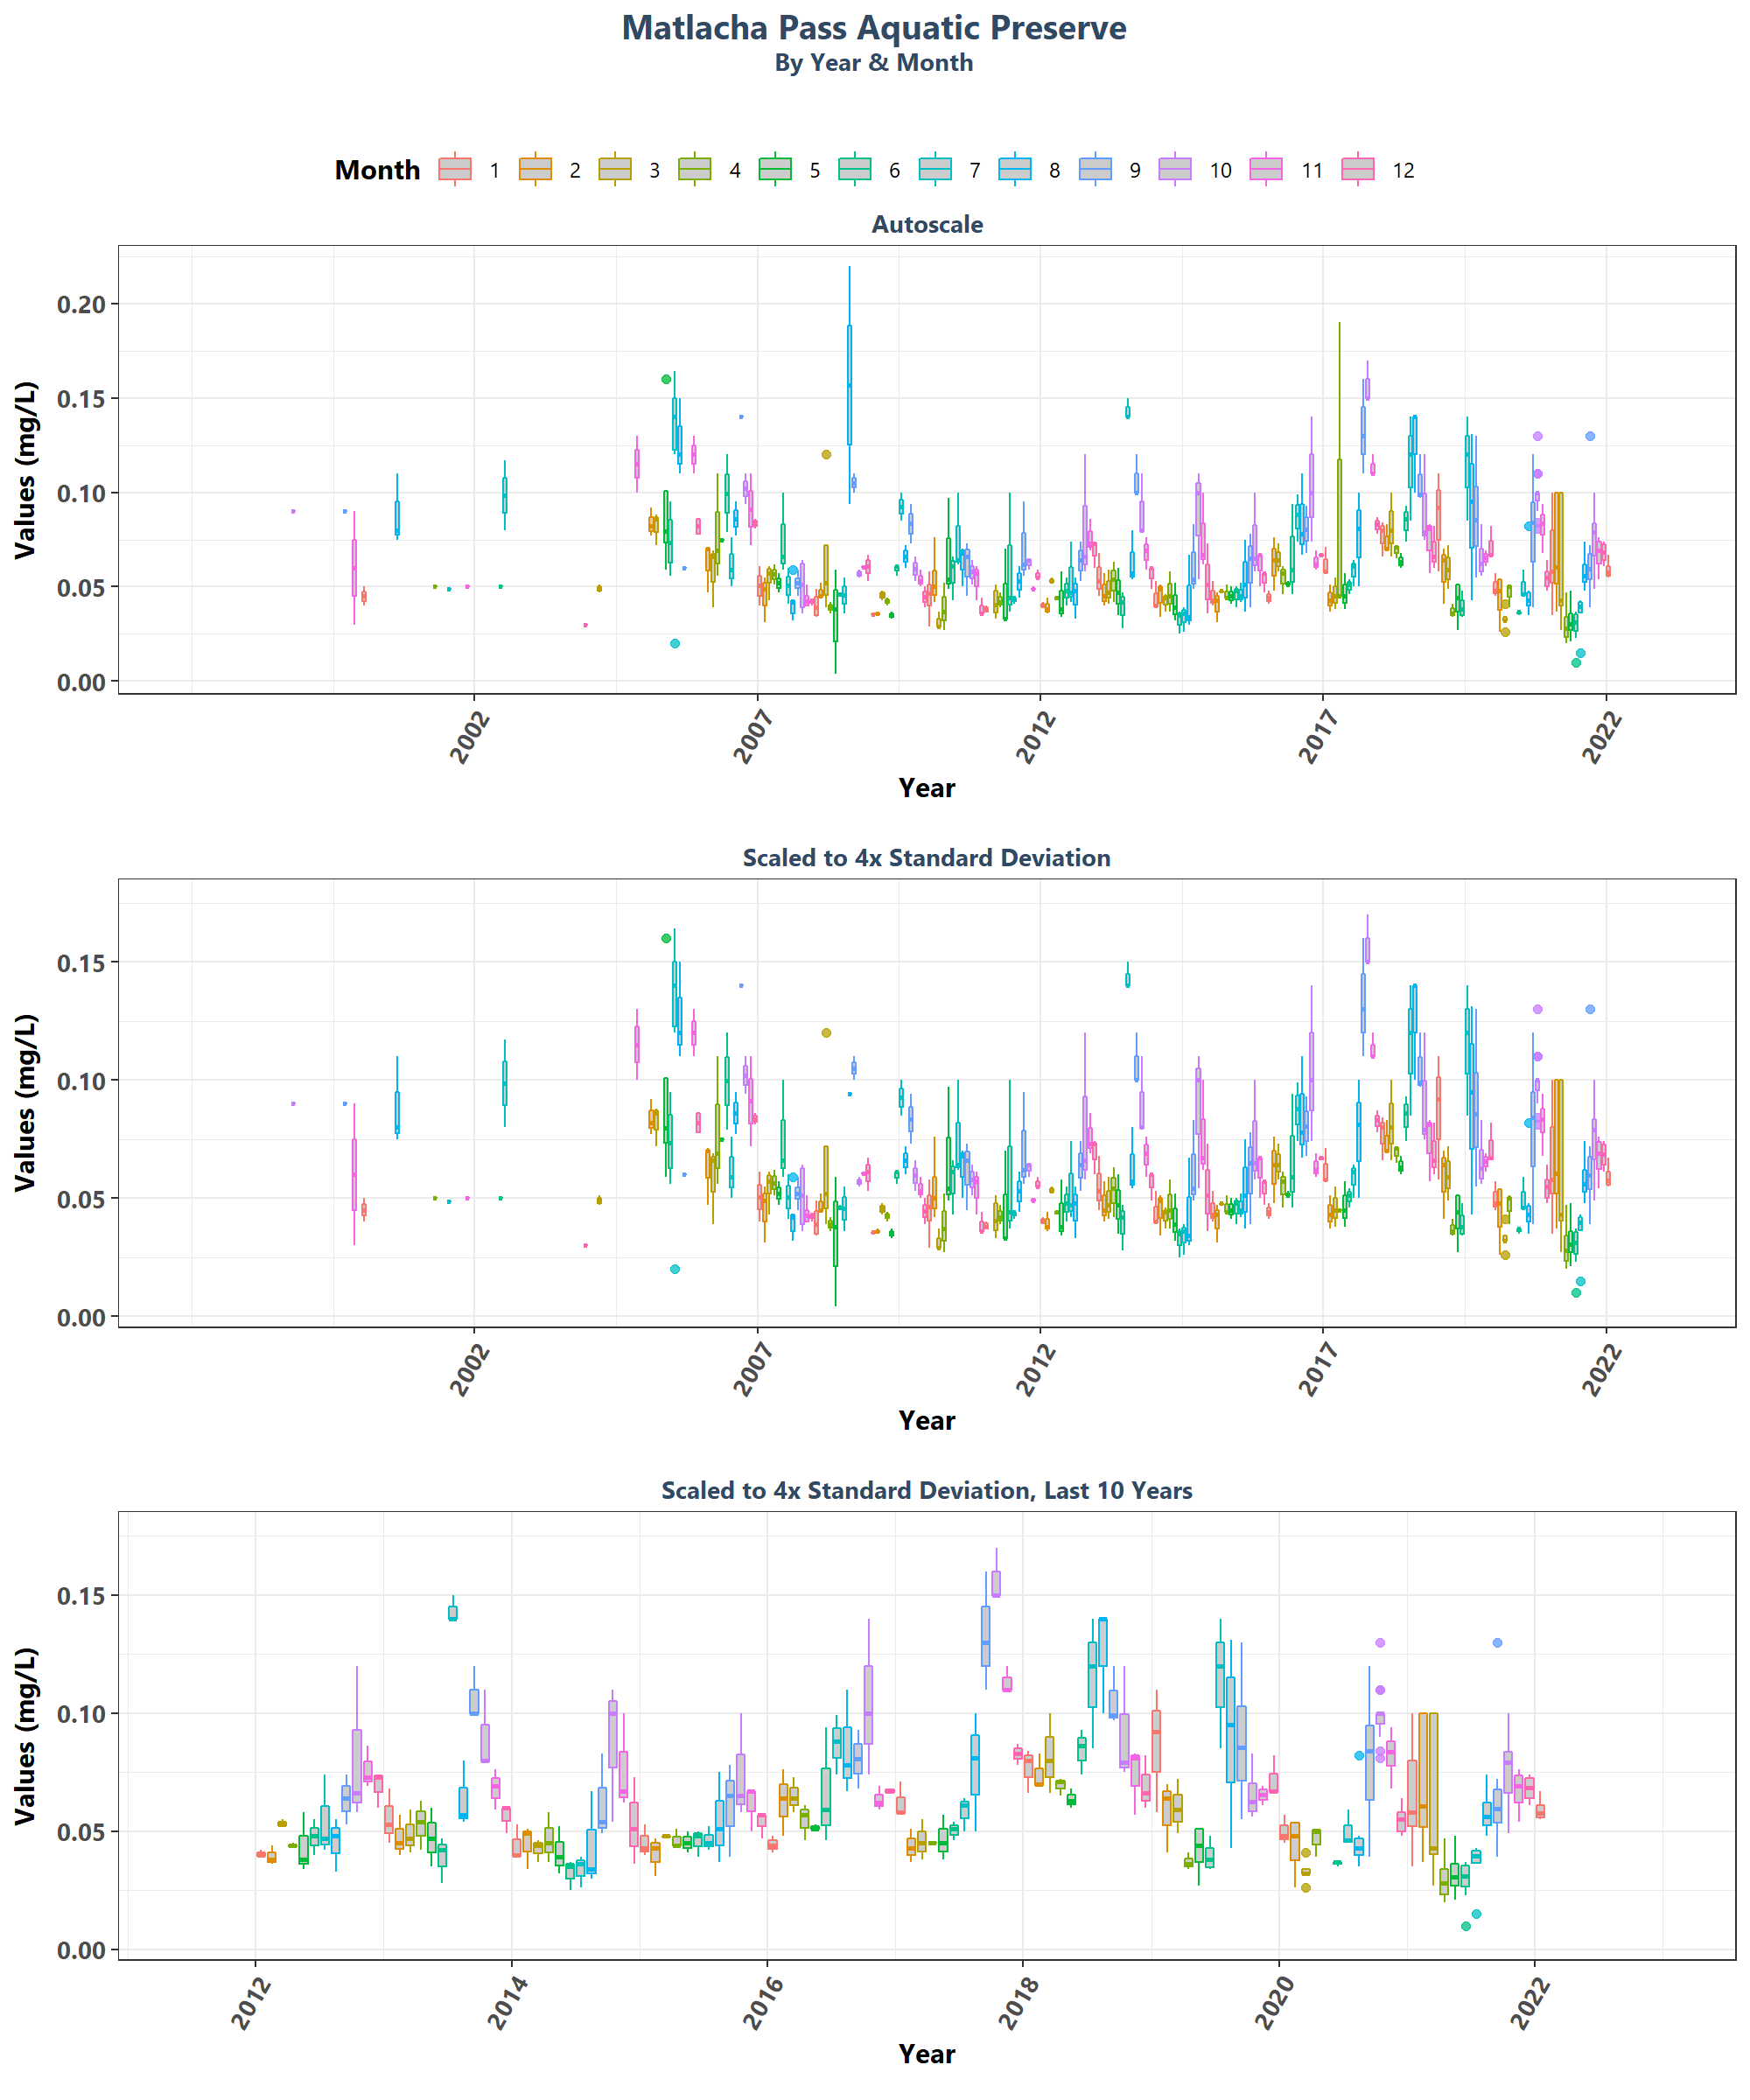 Matlacha Pass Aquatic Preserve
By Year & Month
Month 1 2 3 4 5 6 7 8 9 10 11 12
Autoscale
Values (mg/L)
0.20
0.15
0.10
0.05
0.00
2002 2007 2012 2017 2022
Year
Scaled to 4x Standard Deviation
Values (mg/L)
0.15
0.10
0.05
0.00
2002 2007 2012 2017 2022
Year
Scaled to 4x Standard Deviation, Last 10 Years
Values (mg/L)
0.15
0.10
0.05
0.00
2012 2014 2016 2018 2020 2022
Year